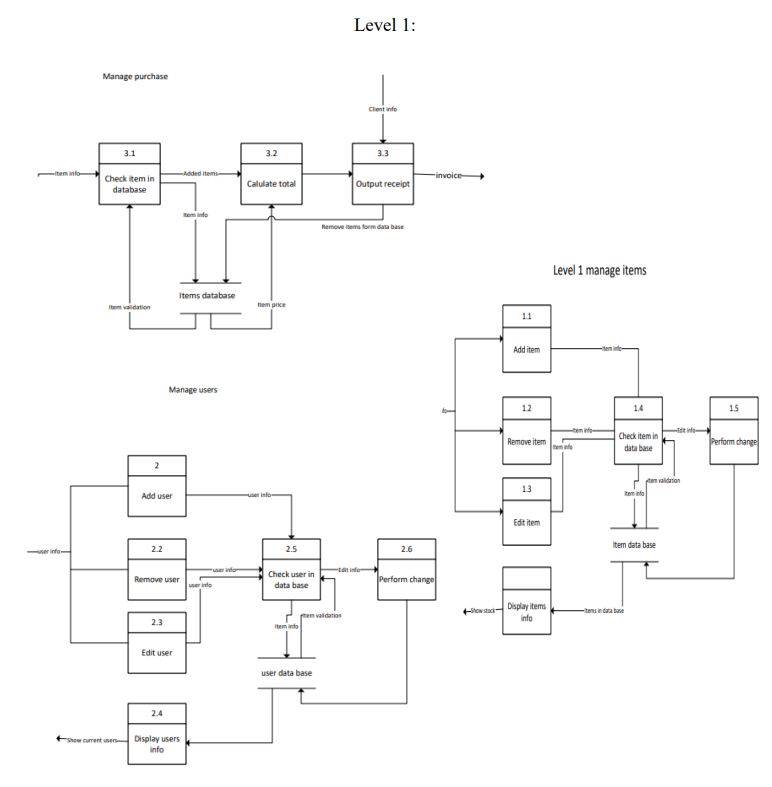 Level 1:
Manage purchase
Client info
3.1
3.2
3.3
Item info
Check item in
database
Added items
Calulate total
Output receipt
invoice
Item info
Remove items form data base
Items database
Item validation
Item price
Level 1 manage items
1.1
Add item
Item info
1.2
1.4
1.5
fo
Remove item
Item info
Check item in
data base
Edit info
Perform change
Item info
1.3
Edit item
Item validation
Item info
Item data base
Display items
info
Show stock
Items in data base
Manage users
2
Add user
user info
user info
2.2
2.5
2.6
Remove user
user info
Check user in
data base
Edit info
Perform change
user info
2.3
Edit user
Item validation
Item info
user data base
2.4
Show current users
Display users
info